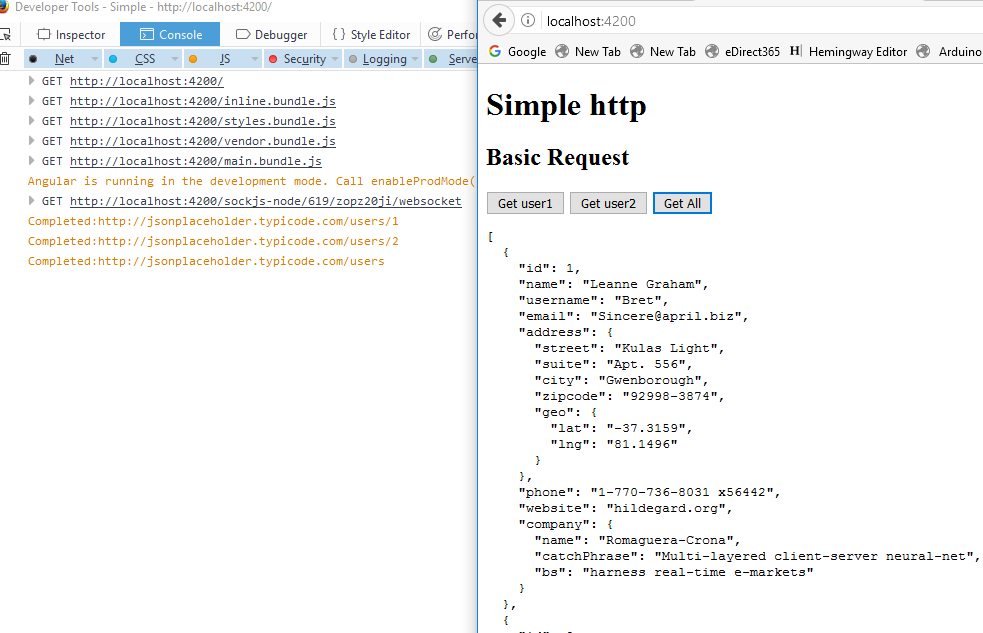 Developer Tools - Simple - http://localhost:4200/
Inspector Console Debugger { } Style Editor Perfo
Net CSS JS Security Logging Serve
GET http://localhost:4200/
GET http://localhost:4200/inline.bundle.js
GET http://localhost:4200/styles.bundle.js
GET http://localhost:4200/vendor.bundle.js
GET http://localhost:4200/main.bundle.js
Angular is running in the development mode. Call enableProdMode(
GET http://localhost:4200/sockjs-node/619/zopz20ji/websocket
Completed:http://jsonplaceholder.typicode.com/users/1
Completed:http://jsonplaceholder.typicode.com/users/2
Completed:http://jsonplaceholder.typicode.com/users
localhost:4200
Google New Tab New Tab eDirect365 H Hemingway Editor Arduino
Simple http
Basic Request
Get user1 Get user2 Get All
[
{
"id": 1,
"name": "Leanne Graham",
"username": "Bret",
"email": "Sincere@april.biz",
"address": {
"street": "Kulas Light",
"suite": "Apt. 556",
"city": "Gwenborough",
"zipcode": "92998-3874",
"geo": {
"lat": "-37.3159",
"lng": "81.1496"
}
},
"phone": "1-770-736-8031 x56442",
"website": "hildegard.org",
"company": {
"name": "Romaguera-Crona",
"catchPhrase": "Multi-layered client-server neural-net",
"bs": "harness real-time e-markets"
}
},
{